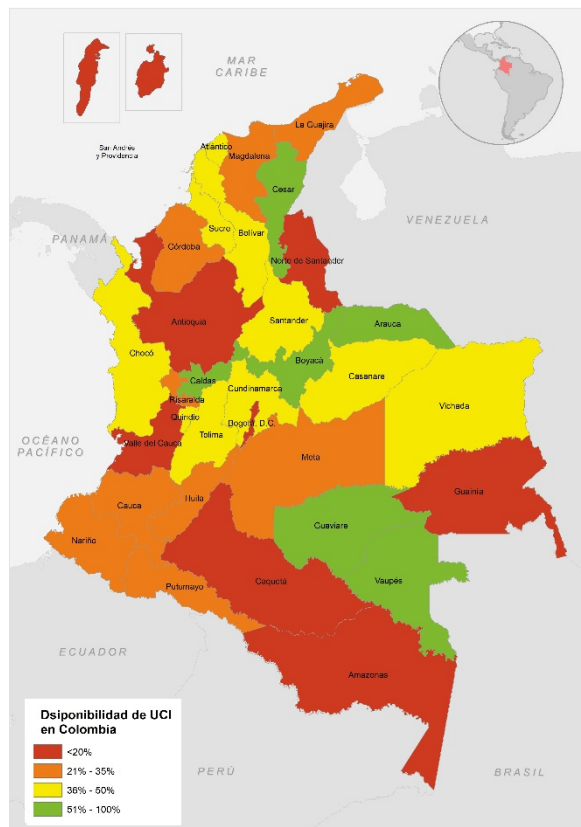 MAR
CARIBE
San Andrés
y Providencia
La Guajira
Atlántico
Magdalena
Cesar
VENEZUELA
PANAMÁ
Sucre
Bolívar
Córdoba
Norte de Santander
Antioquia
Santander
Arauca
Chocó
Boyacá
Caldas
Casanare
Cundinamarca
Risaralda
Vichada
Quindío
Bogotá, D.C.
Tolima
OCÉANO
PACÍFICO
Valle del Cauca
Meta
Guainía
Huila
Cauca
Guaviare
Nariño
Vaupés
Caquetá
Putumayo
ECUADOR
Amazonas
Dsiponibilidad de UCI
en Colombia
<20%
21% - 35%
36% - 50%
51% - 100%
PERÚ
BRASIL